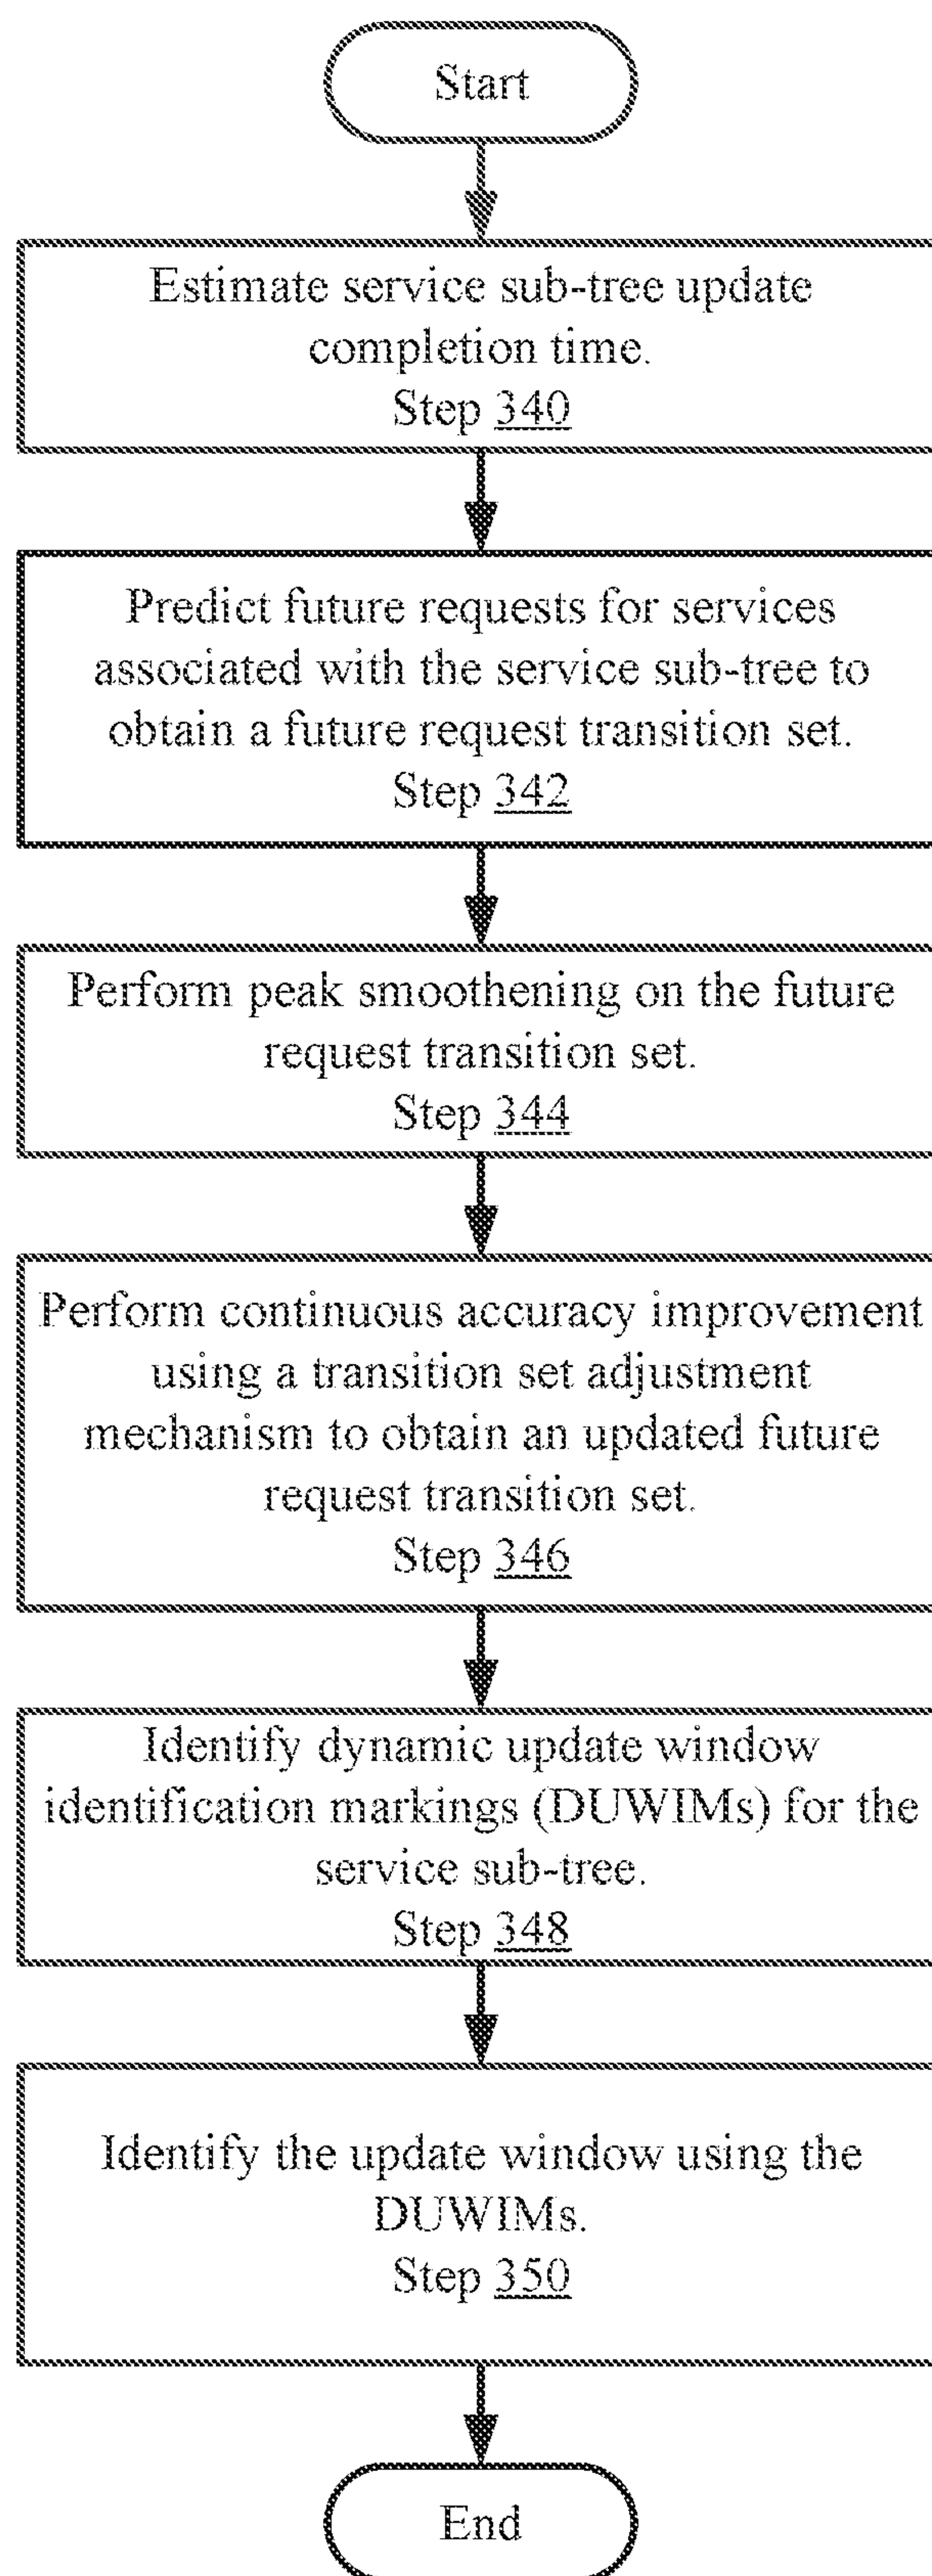 Start
Estimate service sub-tree update
completion time.
Step 340
Predict future requests for services
associated with the service sub-tree to
obtain a future request transition set.
Step 342
Perform peak smoothening on the future
request transition set.
Step 344
Perform continuous accuracy improvement
using a transition set adjustment
mechanism to obtain an updated future
request transition set.
Step 346
Identify dynamic update window
identification markings (DUWIMs) for the
service sub-tree.
Step 348
Identify the update window using the
DUWIMs.
Step 350
End